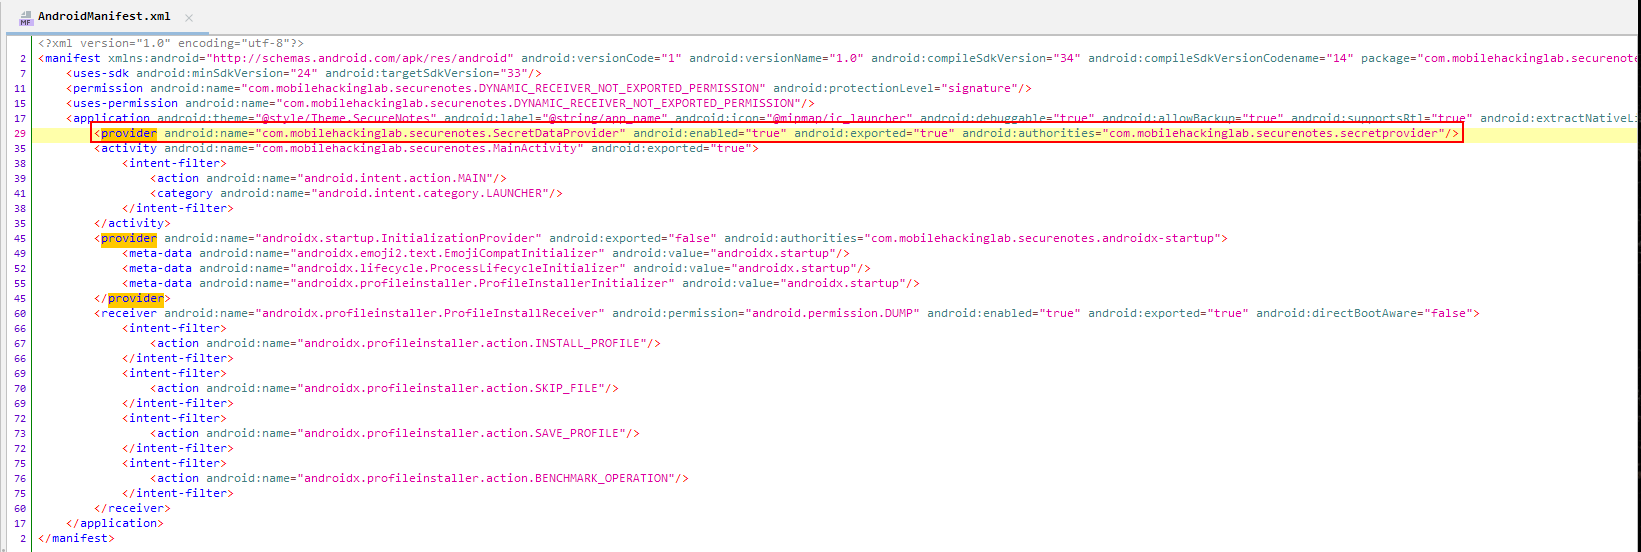 MF AndroidManifest.xml ×
<?xml version="1.0" encoding="utf-8"?>
2 <manifest xmlns:android="http://schemas.android.com/apk/res/android" android:versionCode="1" android:versionName="1.0" android:compileSdkVersion="34" android:compileSdkVersionCodename="14" package="com.mobilehackinglab.securenote
7 <uses-sdk android:minSdkVersion="24" android:targetSdkVersion="33"/>
11 <permission android:name="com.mobilehackinglab.securenotes.DYNAMIC_RECEIVER_NOT_EXPORTED_PERMISSION" android:protectionLevel="signature"/>
15 <uses-permission android:name="com.mobilehackinglab.securenotes.DYNAMIC_RECEIVER_NOT_EXPORTED_PERMISSION"/>
17 <application android:theme="@style/Theme.SecureNotes" android:label="@string/app_name" android:icon="@mipmap/ic_launcher" android:debuggable="true" android:allowBackup="true" android:supportsRtl="true" android:extractNativeLi
29 <provider android:name="com.mobilehackinglab.securenotes.SecretDataProvider" android:enabled="true" android:exported="true" android:authorities="com.mobilehackinglab.securenotes.secretprovider"/>
35 <activity android:name="com.mobilehackinglab.securenotes.MainActivity" android:exported="true">
38 <intent-filter>
39 <action android:name="android.intent.action.MAIN"/>
41 <category android:name="android.intent.category.LAUNCHER"/>
38 </intent-filter>
35 </activity>
45 <provider android:name="androidx.startup.InitializationProvider" android:exported="false" android:authorities="com.mobilehackinglab.securenotes.androidx-startup">
49 <meta-data android:name="androidx.emoji2.text.EmojiCompatInitializer" android:value="androidx.startup"/>
52 <meta-data android:name="androidx.lifecycle.ProcessLifecycleInitializer" android:value="androidx.startup"/>
55 <meta-data android:name="androidx.profileinstaller.ProfileInstallerInitializer" android:value="androidx.startup"/>
45 </provider>
60 <receiver android:name="androidx.profileinstaller.ProfileInstallReceiver" android:permission="android.permission.DUMP" android:enabled="true" android:exported="true" android:directBootAware="false">
66 <intent-filter>
67 <action android:name="androidx.profileinstaller.action.INSTALL_PROFILE"/>
66 </intent-filter>
69 <intent-filter>
70 <action android:name="androidx.profileinstaller.action.SKIP_FILE"/>
69 </intent-filter>
72 <intent-filter>
73 <action android:name="androidx.profileinstaller.action.SAVE_PROFILE"/>
72 </intent-filter>
75 <intent-filter>
76 <action android:name="androidx.profileinstaller.action.BENCHMARK_OPERATION"/>
75 </intent-filter>
60 </receiver>
17 </application>
2 </manifest>